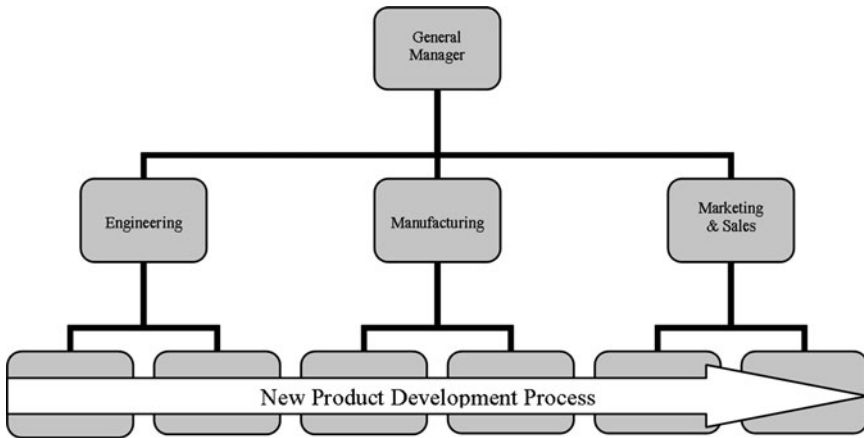 General
Manager
Engineering
Manufacturing
Marketing
& Sales
New Product Development Process